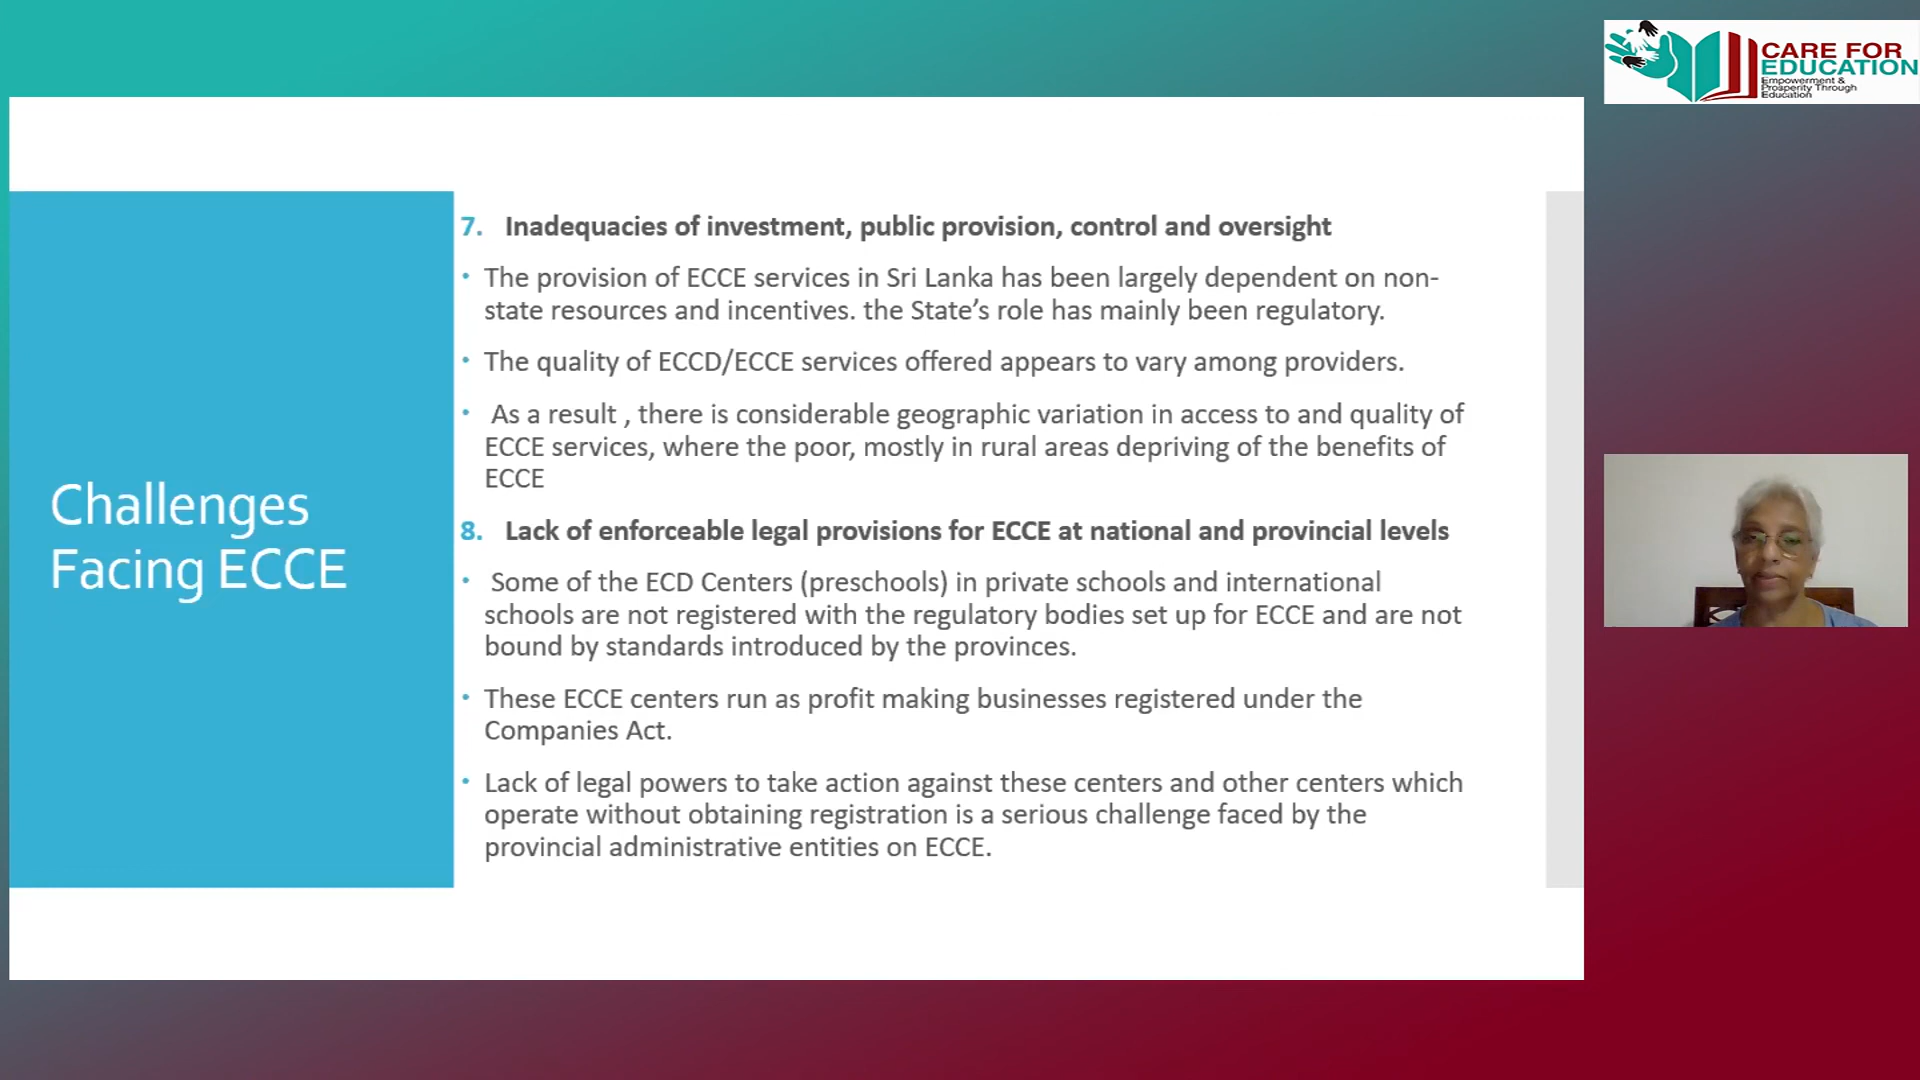 CARE FOR
EDUCATION
Empowerment &
Prosperity Through
Education
Challenges
Facing ECCE
7. Inadequacies of investment, public provision, control and oversight
• The provision of ECCE services in Sri Lanka has been largely dependent on non-
state resources and incentives. the State's role has mainly been regulatory.
• The quality of ECCD/ECCE services offered appears to vary among providers.
• As a result , there is considerable geographic variation in access to and quality of
ECCE services, where the poor, mostly in rural areas depriving of the benefits of
ECCE
8. Lack of enforceable legal provisions for ECCE at national and provincial levels
• Some of the ECD Centers (preschools) in private schools and international
schools are not registered with the regulatory bodies set up for ECCE and are not
bound by standards introduced by the provinces.
• These ECCE centers run as profit making businesses registered under the
Companies Act.
• Lack of legal powers to take action against these centers and other centers which
operate without obtaining registration is a serious challenge faced by the
provincial administrative entities on ECCE.